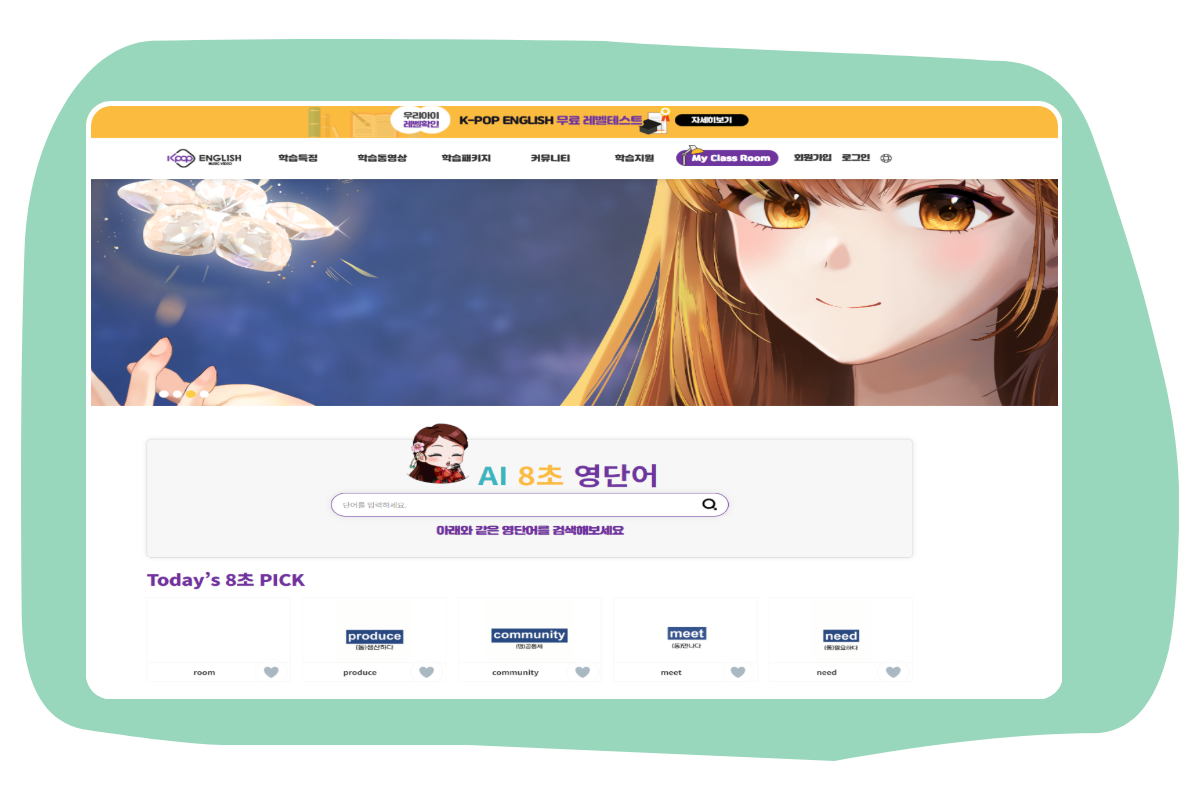 우리아이
레벨확인
K-POP ENGLISH 무료 레벨테스트
자세히보기
Kpop ENGLISH
MUSIC VIDEO
학습특징 학습동영상 학습패키지 커뮤니티 학습지원 My Class Room 회원가입 로그인
AI 8초 영단어
단어를 입력하세요.
아래와 같은 영단어를 검색해보세요
Today's 8초 PICK
produce community meet need
(동)생산하다 (명)공동체 (동)만나다 (동)필요하다
room produce community meet need